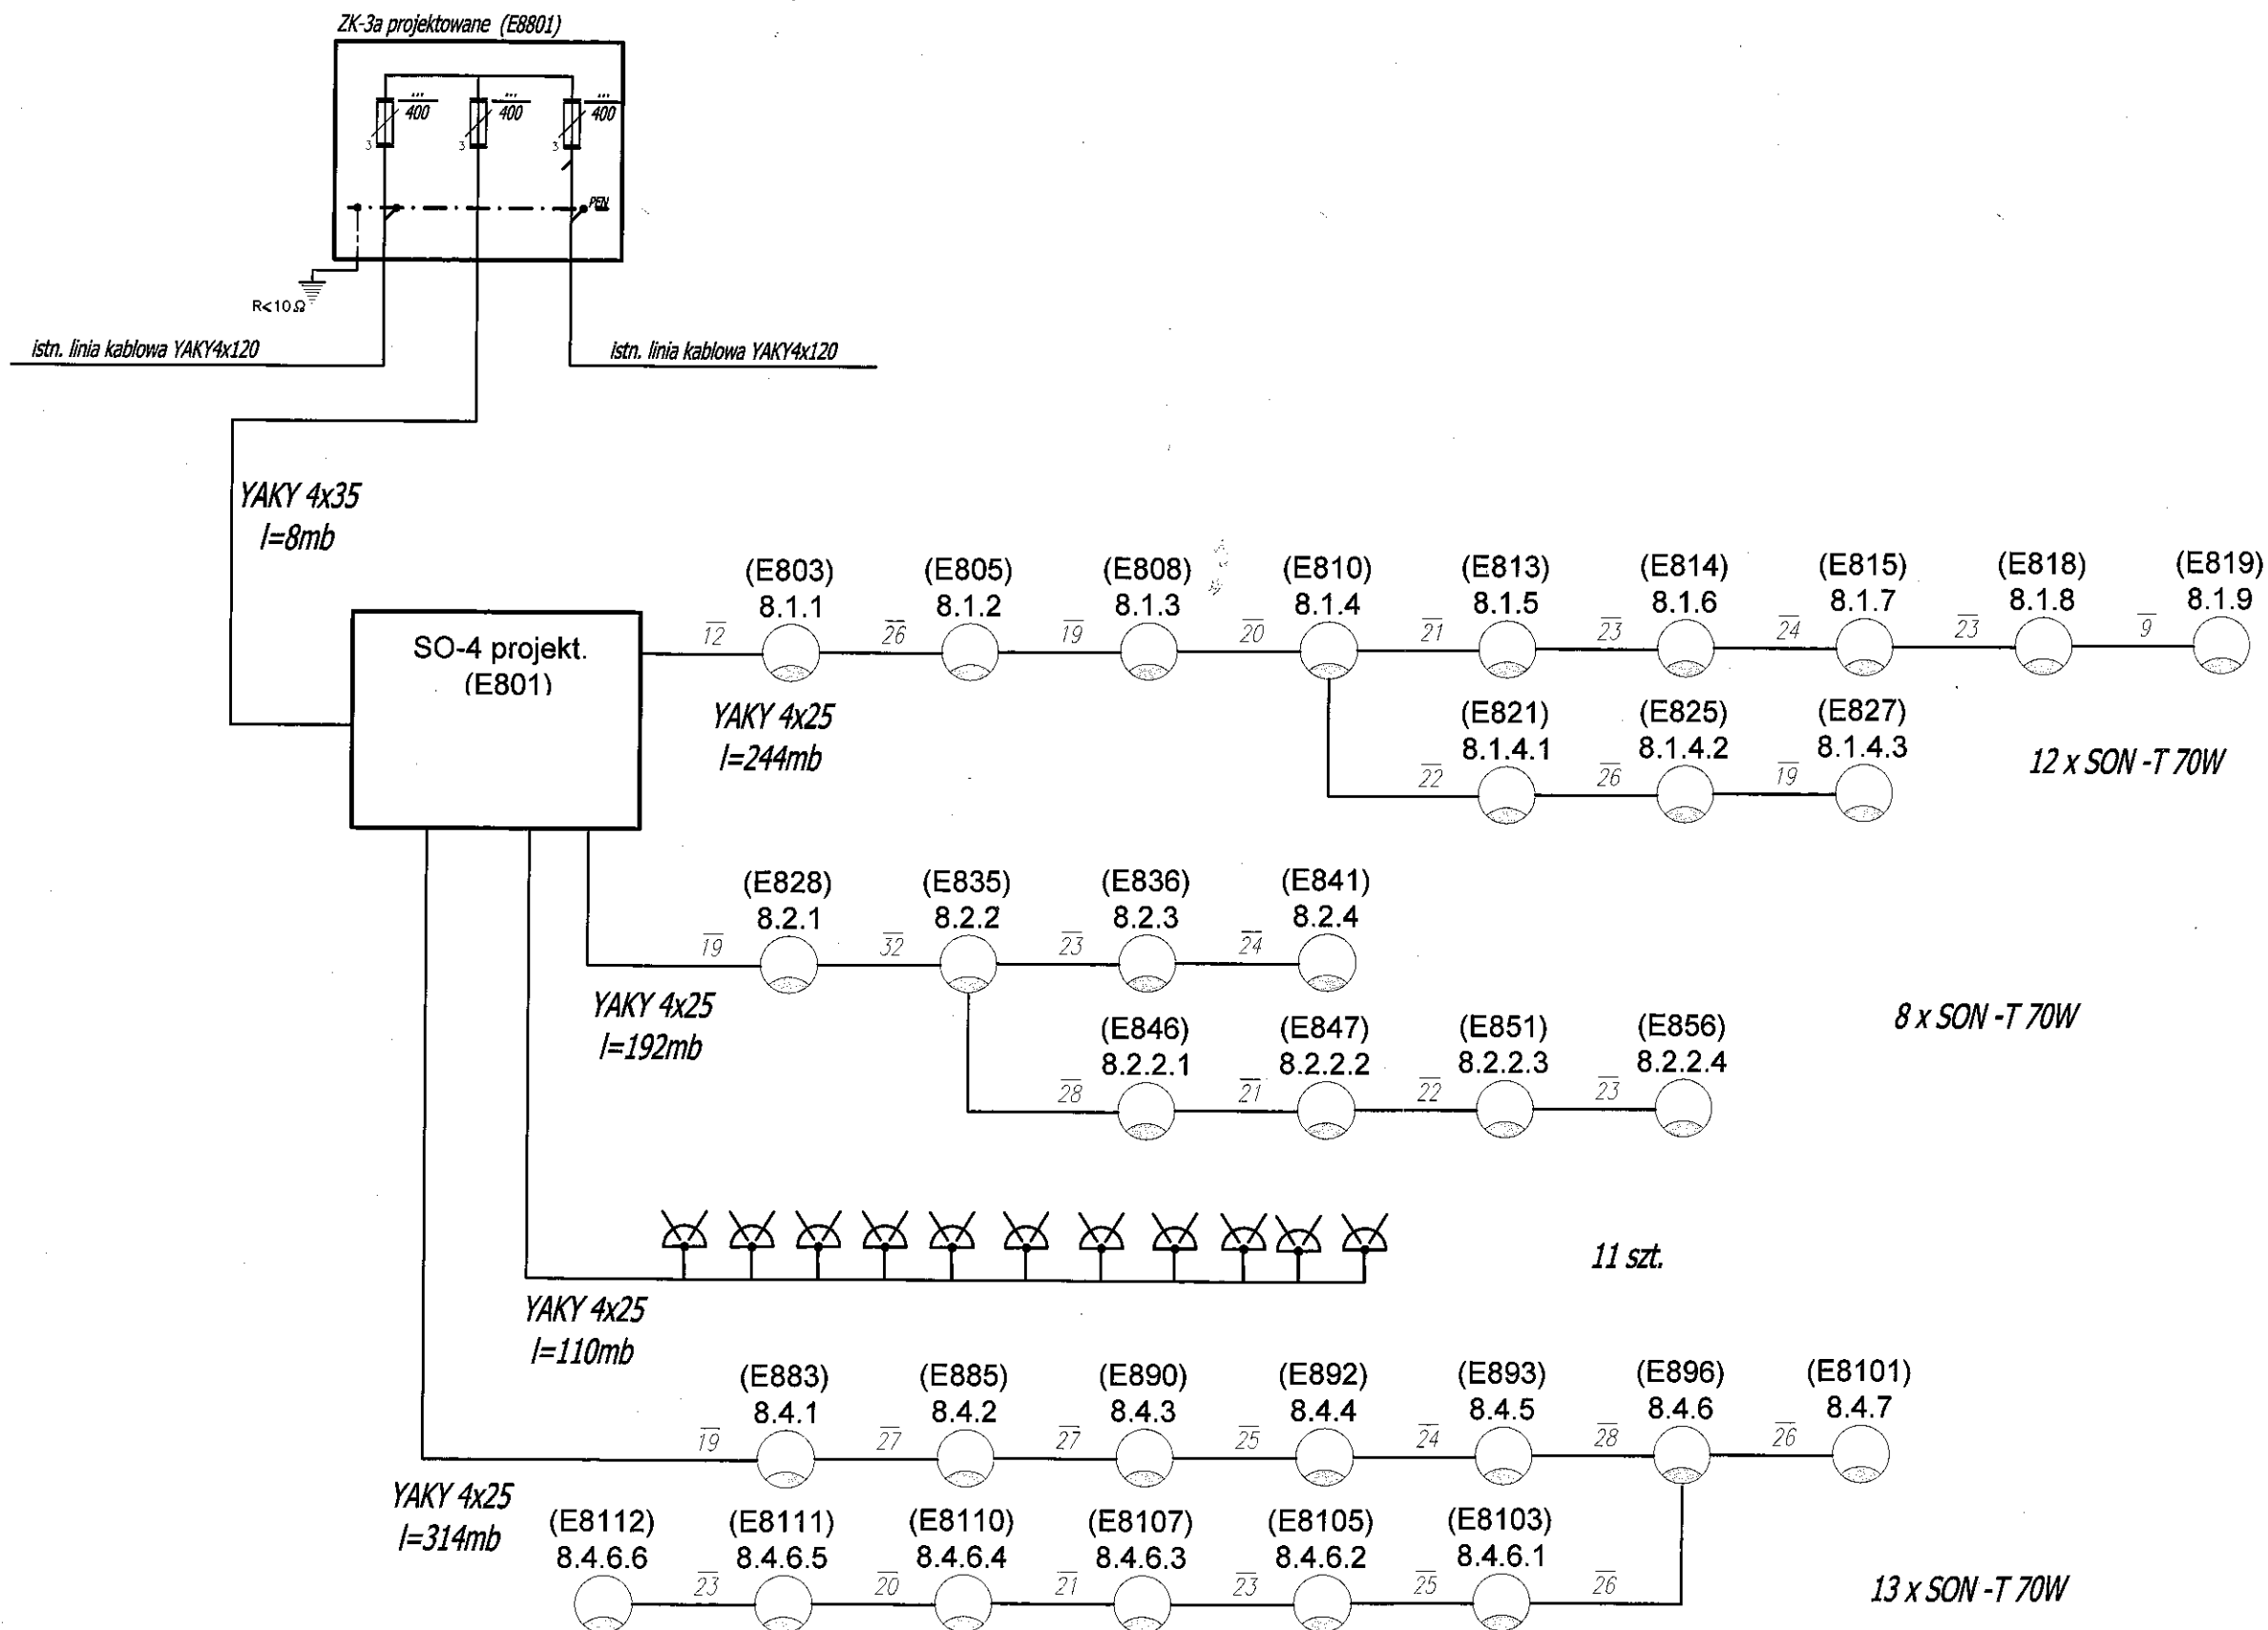 ZK-3a projektowane (E8801)
... ... ...
400 400 400
3 3 3
PEN
R<10Ω
istn. linia kablowa YAKY4x120 istn. linia kablowa YAKY4x120
YAKY 4x35
l=8mb
SO-4 projekt.
(E801)
(E803) (E805) (E808) (E810) (E813) (E814) (E815) (E818) (E819)
8.1.1 8.1.2 8.1.3 8.1.4 8.1.5 8.1.6 8.1.7 8.1.8 8.1.9
12 26 19 20 21 23 24 23 9
YAKY 4x25
l=244mb
(E821) (E825) (E827)
8.1.4.1 8.1.4.2 8.1.4.3
22 26 19
12 x SON -T 70W
(E828) (E835) (E836) (E841)
8.2.1 8.2.2 8.2.3 8.2.4
19 32 23 24
YAKY 4x25
l=192mb
(E846) (E847) (E851) (E856)
8.2.2.1 8.2.2.2 8.2.2.3 8.2.2.4
28 21 22 23
8 x SON -T 70W
11 szt.
YAKY 4x25
l=110mb
(E883) (E885) (E890) (E892) (E893) (E896) (E8101)
8.4.1 8.4.2 8.4.3 8.4.4 8.4.5 8.4.6 8.4.7
19 27 27 25 24 28 26
YAKY 4x25
l=314mb
(E8112) (E8111) (E8110) (E8107) (E8105) (E8103)
8.4.6.6 8.4.6.5 8.4.6.4 8.4.6.3 8.4.6.2 8.4.6.1
23 20 21 23 25 26
13 x SON -T 70W